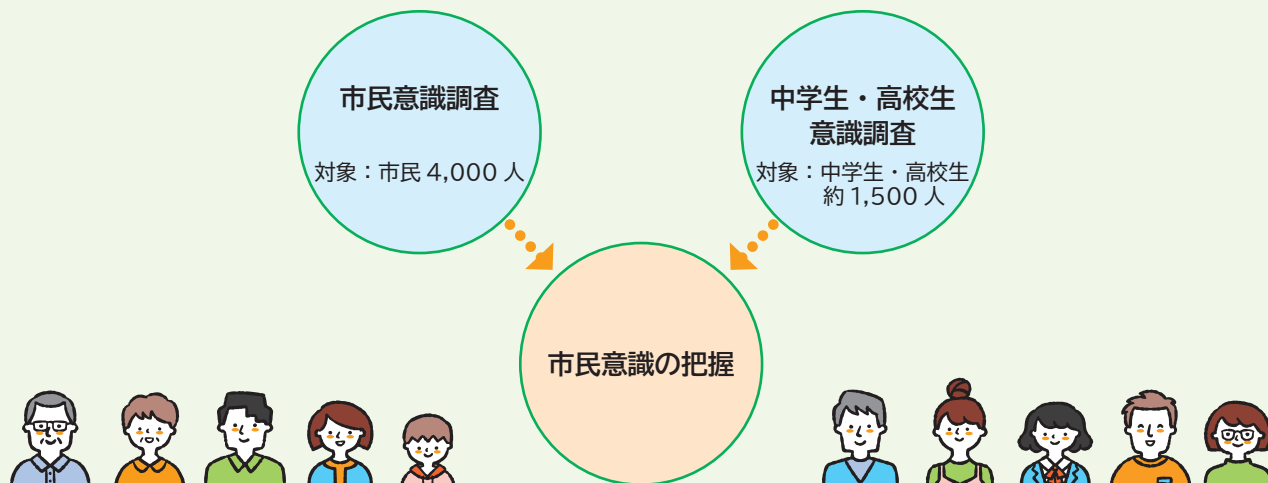 市民意識調査
対象：市民 4,000 人
中学生・高校生
意識調査
対象：中学生・高校生
約 1,500 人
市民意識の把握